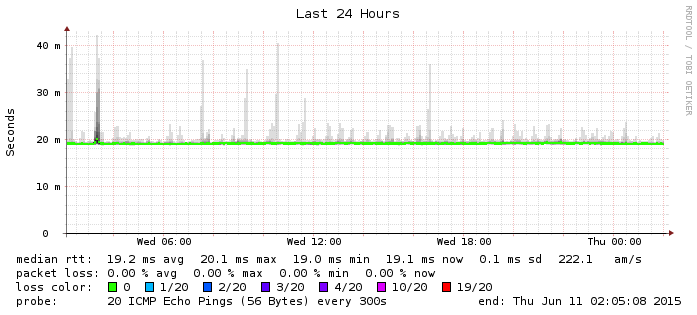 Last 24 Hours
RRDTOOL / TOBI OETIKER
Seconds
40 m
30 m
20 m
10 m
0
Wed 06:00 Wed 12:00 Wed 18:00 Thu 00:00
median rtt: 19.2 ms avg 20.1 ms max 19.0 ms min 19.1 ms now 0.1 ms sd 222.1 am/s
packet loss: 0.00 % avg 0.00 % max 0.00 % min 0.00 % now
loss color: 0 1/20 2/20 3/20 4/20 10/20 19/20
probe: 20 ICMP Echo Pings (56 Bytes) every 300s end: Thu Jun 11 02:05:08 2015